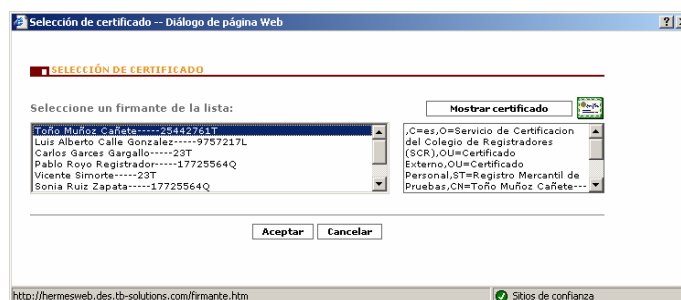 Selección de certificado -- Diálogo de página Web
SELECCIÓN DE CERTIFICADO
Seleccione un firmante de la lista:
Mostrar certificado
Toño Muñoz Cañete-----25442761T
Luis Alberto Calle Gonzalez-----9757217L
Carlos Garces Gargallo-----23T
Pablo Royo Registrador-----17725564Q
Vicente Simorte-----23T
Sonia Ruiz Zapata-----17725564Q
,C=es,O=Servicio de Certificacion
del Colegio de Registradores
(SCR),OU=Certificado
Externo,OU=Certificado
Personal,ST=Registro Mercantil de
Pruebas,CN=Toño Muñoz Cañete---
Aceptar
Cancelar
http://hermesweb.des.tb-solutions.com/firmante.htm
Sitios de confianza